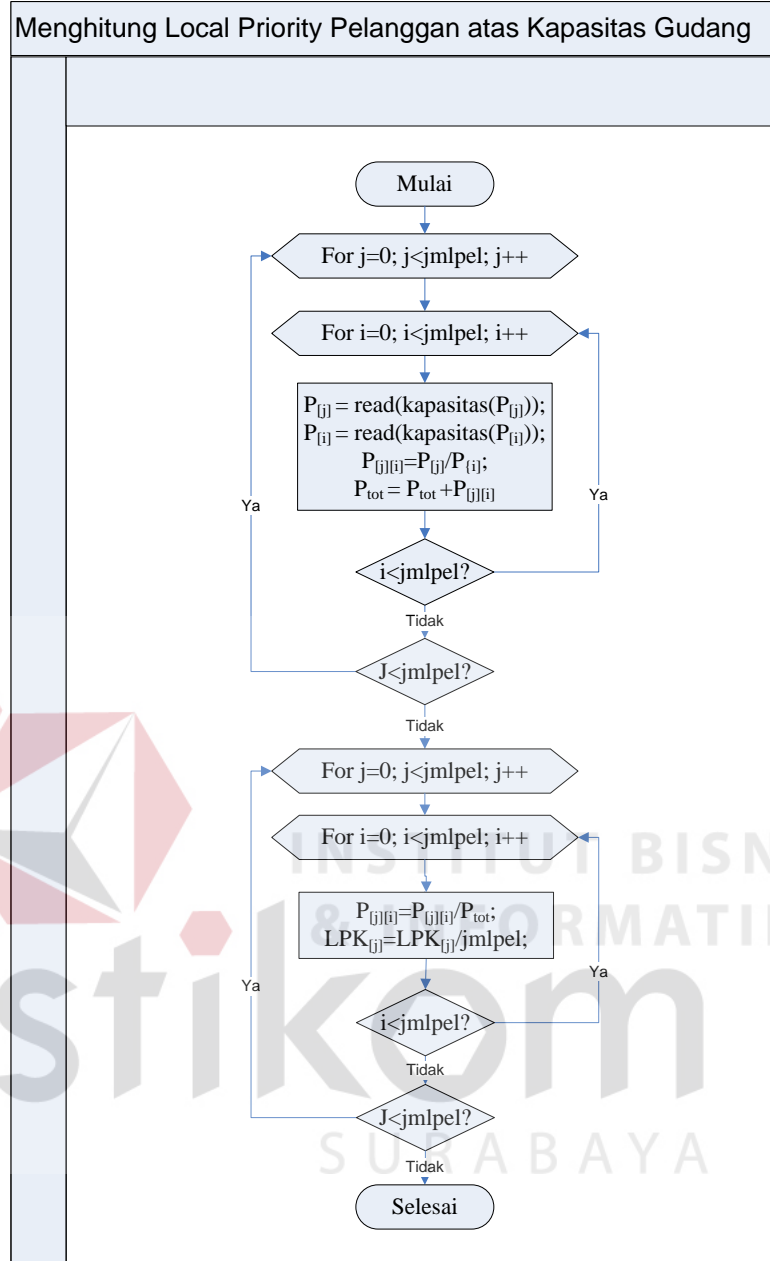 Menghitung Local Priority Pelanggan atas Kapasitas Gudang
Mulai
For j=0; j<jmlpel; j++
For i=0; i<jmlpel; i++
P[j] = read(kapasitas(P[j]));
P[i] = read(kapasitas(P[i]));
P[j][i]=P[j]/P{i];
Ptot = Ptot +P[j][i]
Ya
Ya
i<jmlpel?
Tidak
J<jmlpel?
Tidak
For j=0; j<jmlpel; j++
For i=0; i<jmlpel; i++
INSTITUT BISN
P[j][i]=P[j][i]/Ptot;
LPK[j]=LPK[j]/jmlpel;
& INFORMATI
Ya
Ya
stikom
i<jmlpel?
Tidak
J<jmlpel?
SURABAYA
Tidak
Selesai